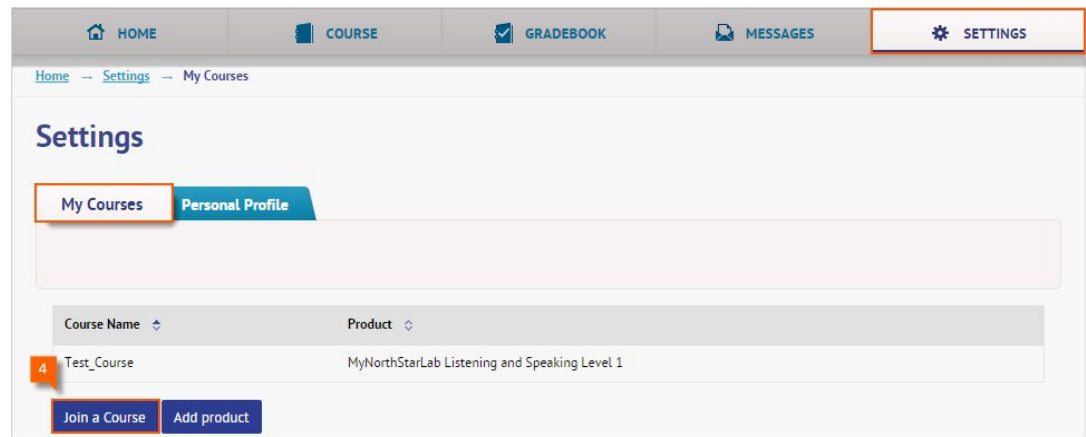 HOME COURSE GRADEBOOK MESSAGES SETTINGS
Home → Settings → My Courses
Settings
My Courses Personal Profile
Course Name Product
Test_Course MyNorthStarLab Listening and Speaking Level 1
4
Join a Course Add product